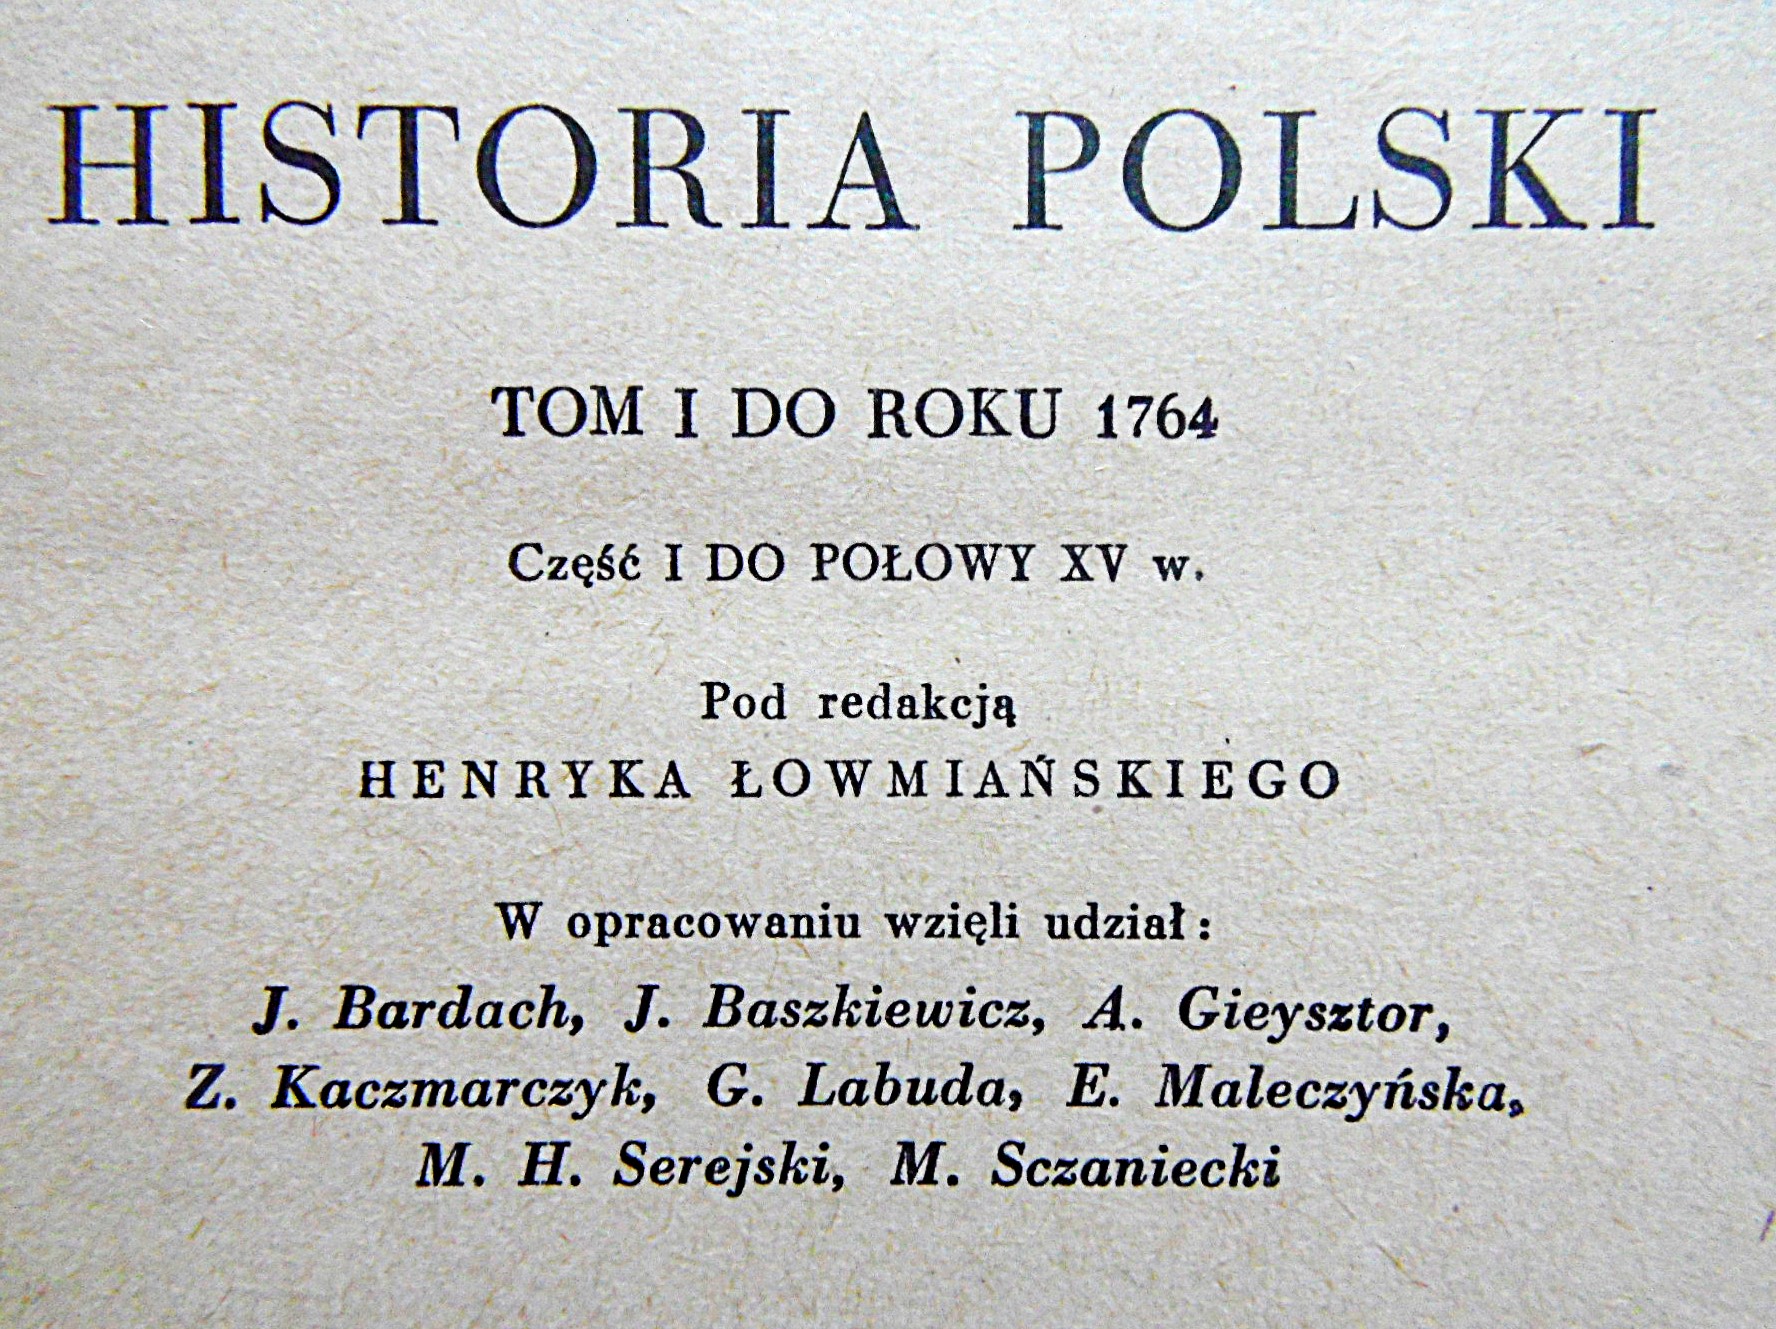 HISTORIA POLSKI
TOM I DO ROKU 1764
Część I DO POŁOWY XV w.
Pod redakcją
HENRYKA ŁOWMIAŃSKIEGO
W opracowaniu wzięli udział:
J. Bardach, J. Baszkiewicz, A. Gieysztor,
Z. Kaczmarczyk, G. Labuda, E. Maleczyńska,
M. H. Serejski, M. Sczaniecki